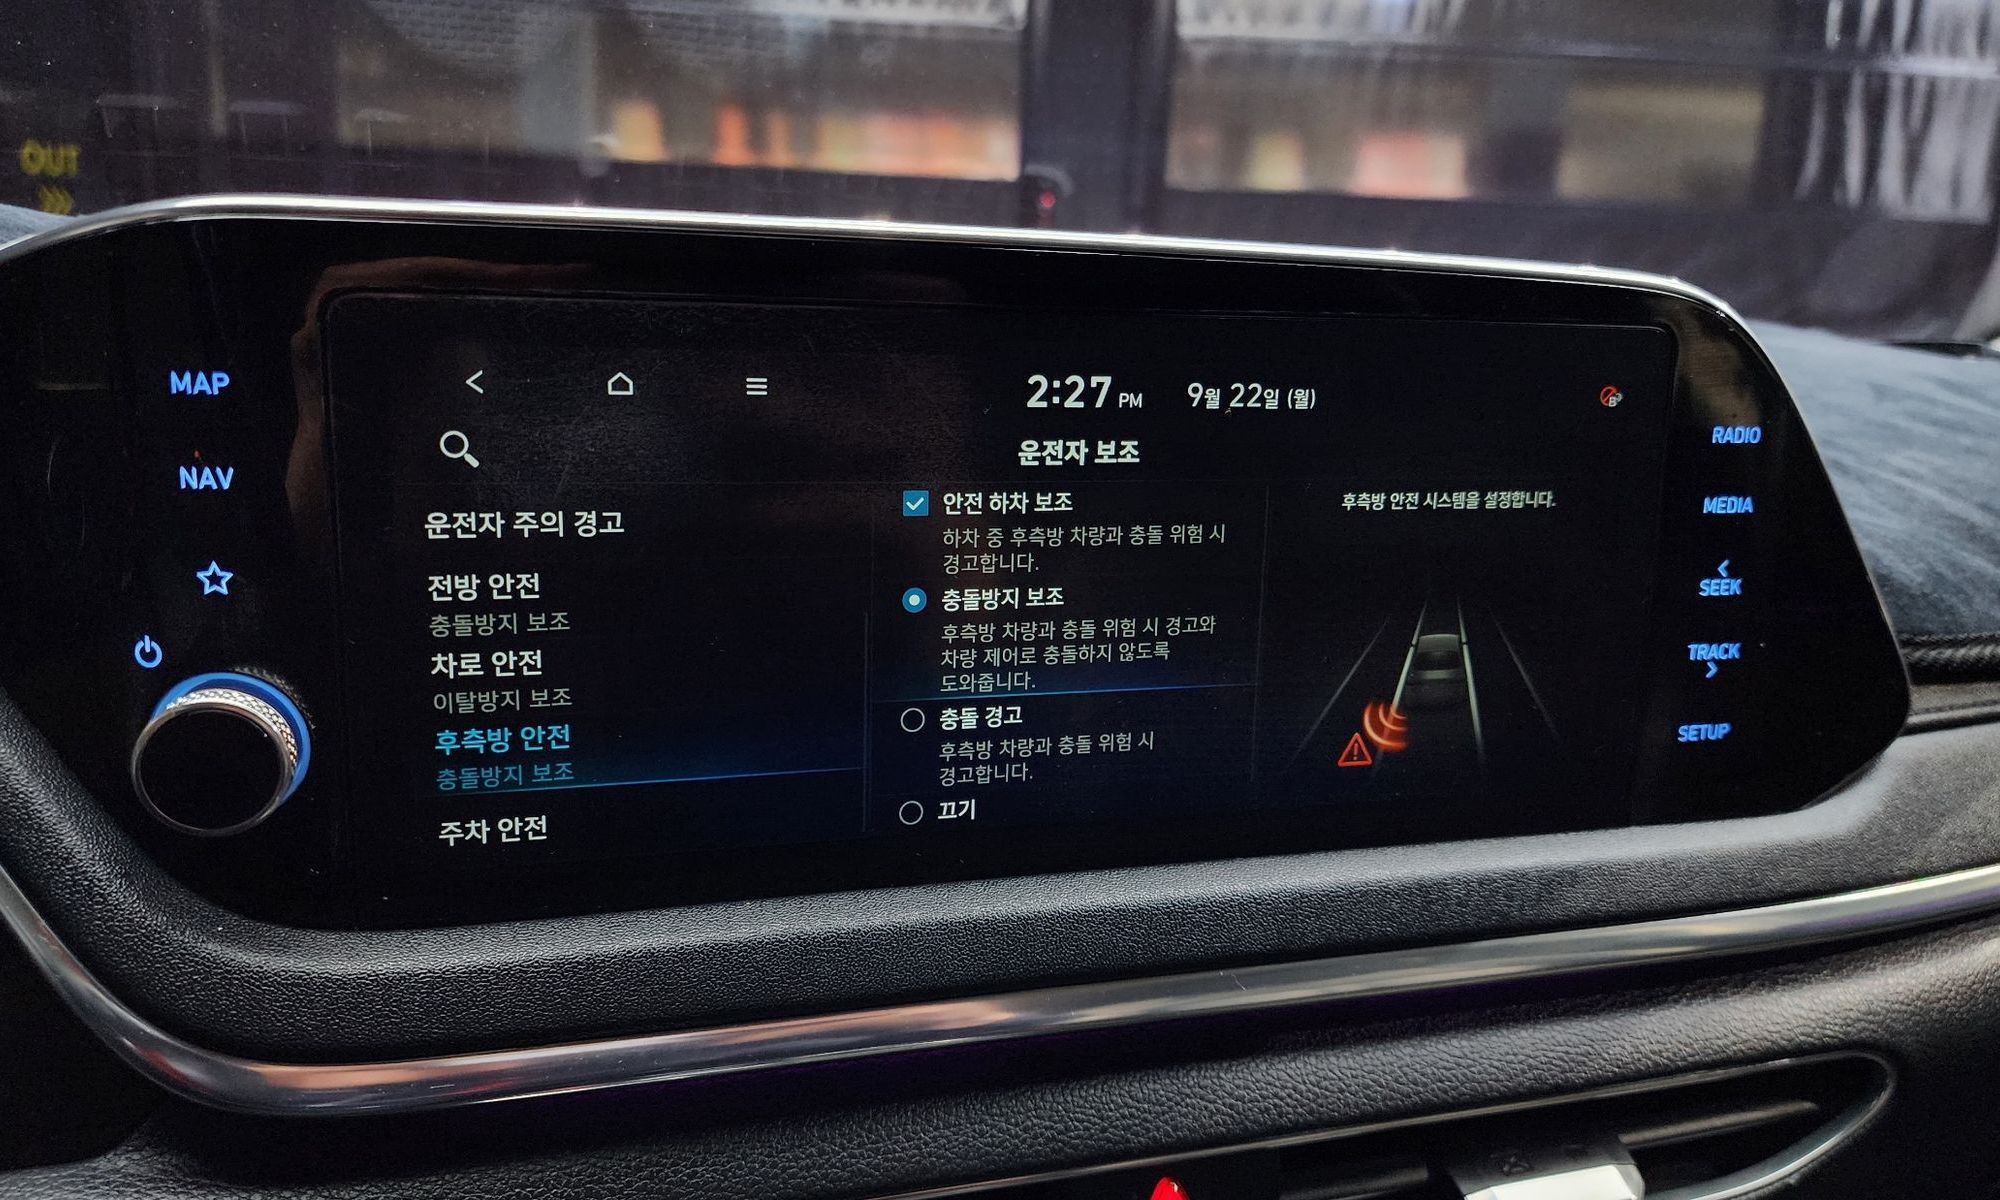 OUT
MAP
NAV
2:27 PM 9월 22일 (월)
운전자 보조
운전자 주의 경고
전방 안전
충돌방지 보조
차로 안전
이탈방지 보조
후측방 안전
충돌방지 보조
주차 안전
안전 하차 보조
하차 중 후측방 차량과 충돌 위험 시
경고합니다.
충돌방지 보조
후측방 차량과 충돌 위험 시 경고와
차량 제어로 충돌하지 않도록
도와줍니다.
충돌 경고
후측방 차량과 충돌 위험 시
경고합니다.
끄기
후측방 안전 시스템을 설정합니다.
RADIO
MEDIA
SEEK
TRACK
SETUP